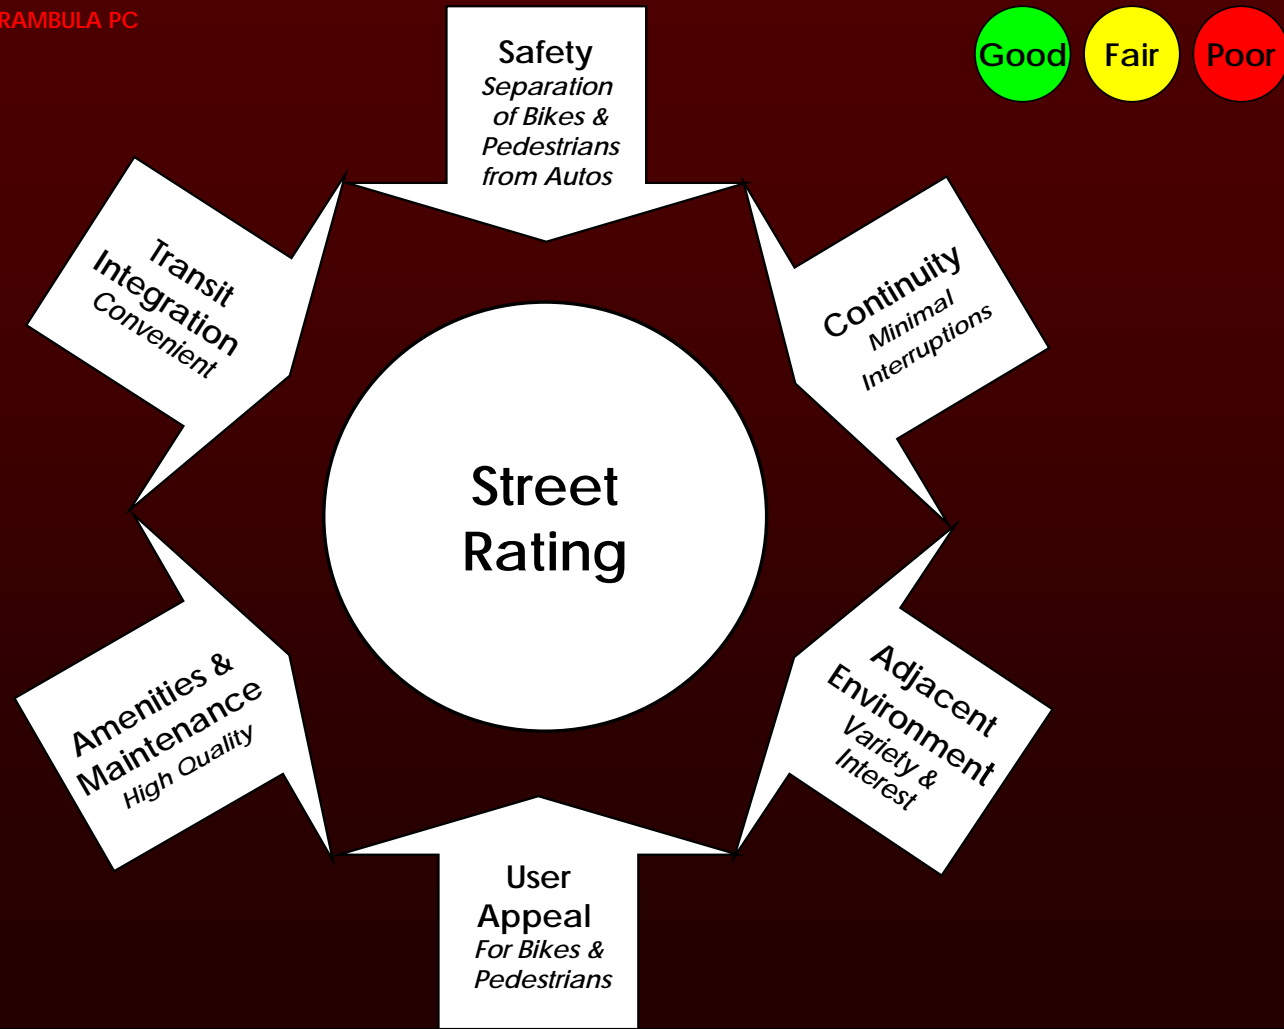 RAMBULA PC
Good
Fair
Poor
Safety
Separation
of Bikes &
Pedestrians
from Autos
Transit
Integration
Convenient
Continuity
Minimal
Interruptions
Street
Rating
Amenities &
Maintenance
High Quality
Adjacent
Environment
Variety &
Interest
User
Appeal
For Bikes &
Pedestrians